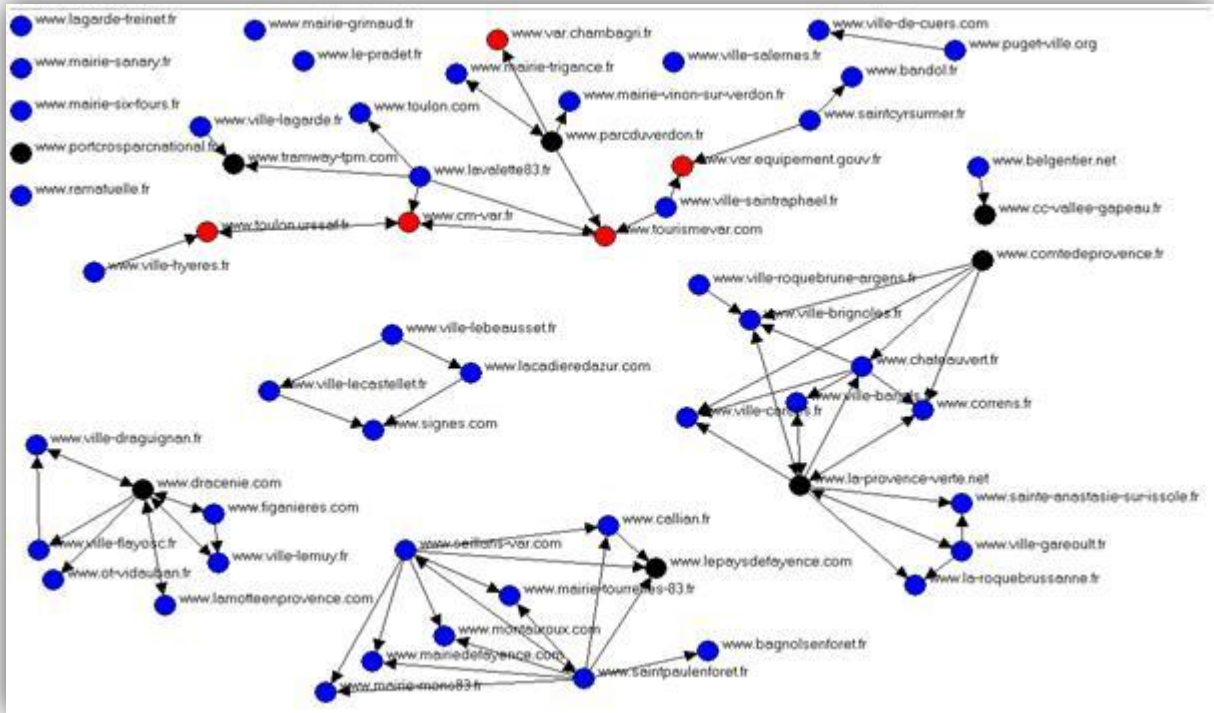 www.lagarde-freinet.fr
www.mairie-grimaud.fr
www.var.chambagri.fr
www.ville-de-cuers.com
www.puget-ville.org
www.mairie-sanary.fr
www.le-pradet.fr
www.mairie-trigance.fr
www.ville-salernes.fr
www.bandol.fr
www.mairie-six-fours.fr
www.toulon.com
www.mairie-vinon-sur-verdon.fr
www.ville-lagarde.fr
www.saintcyrsurmer.fr
www.portcrosparcnational.fr
www.tramway-tpm.com
www.parcduverdon.fr
www.lavalette83.fr
www.var.equipement.gouv.fr
www.belgentier.net
www.ramatuelle.fr
www.ville-saintraphael.fr
www.cc-vallee-gapeau.fr
www.toulon.urssaf.fr
www.cm-var.fr
www.tourismevar.com
www.ville-hyeres.fr
www.comtedeprovence.fr
www.ville-roquebrune-argens.fr
www.ville-brignoles.fr
www.ville-lebeausset.fr
www.chateauvert.fr
www.lacadieredazur.com
www.ville-lecastellet.fr
www.correns.fr
www.signes.com
www.ville-draguignan.fr
www.dracenie.com
www.la-provence-verte.net
www.figanieres.com
www.sainte-anastasie-sur-issole.fr
www.callian.fr
www.ville-flayosc.fr
www.ville-lemuy.fr
www.seillans-var.com
www.ville-gareoult.fr
www.lepaysdefayence.com
www.ot-vidauban.fr
www.la-roquebrussanne.fr
www.lamotteenprovence.com
www.mairie-tourrettes-83.fr
www.montauroux.com
www.bagnolsenforet.fr
www.mairiedefayence.com
www.saintpaulenforet.fr
www.mairie-mons83.fr